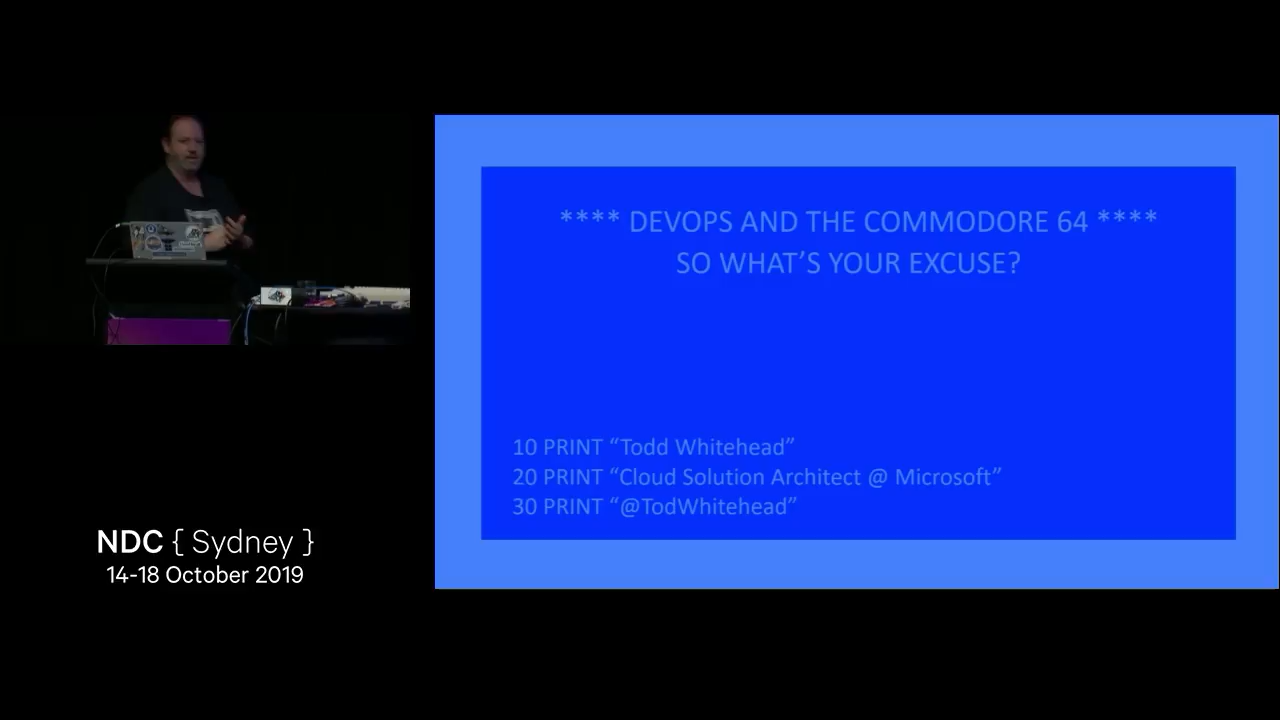 **** DEVOPS AND THE COMMODORE 64 ****
SO WHAT’S YOUR EXCUSE?
10 PRINT “Todd Whitehead”
20 PRINT “Cloud Solution Architect @ Microsoft”
30 PRINT “@TodWhitehead”
NDC { Sydney }
14-18 October 2019